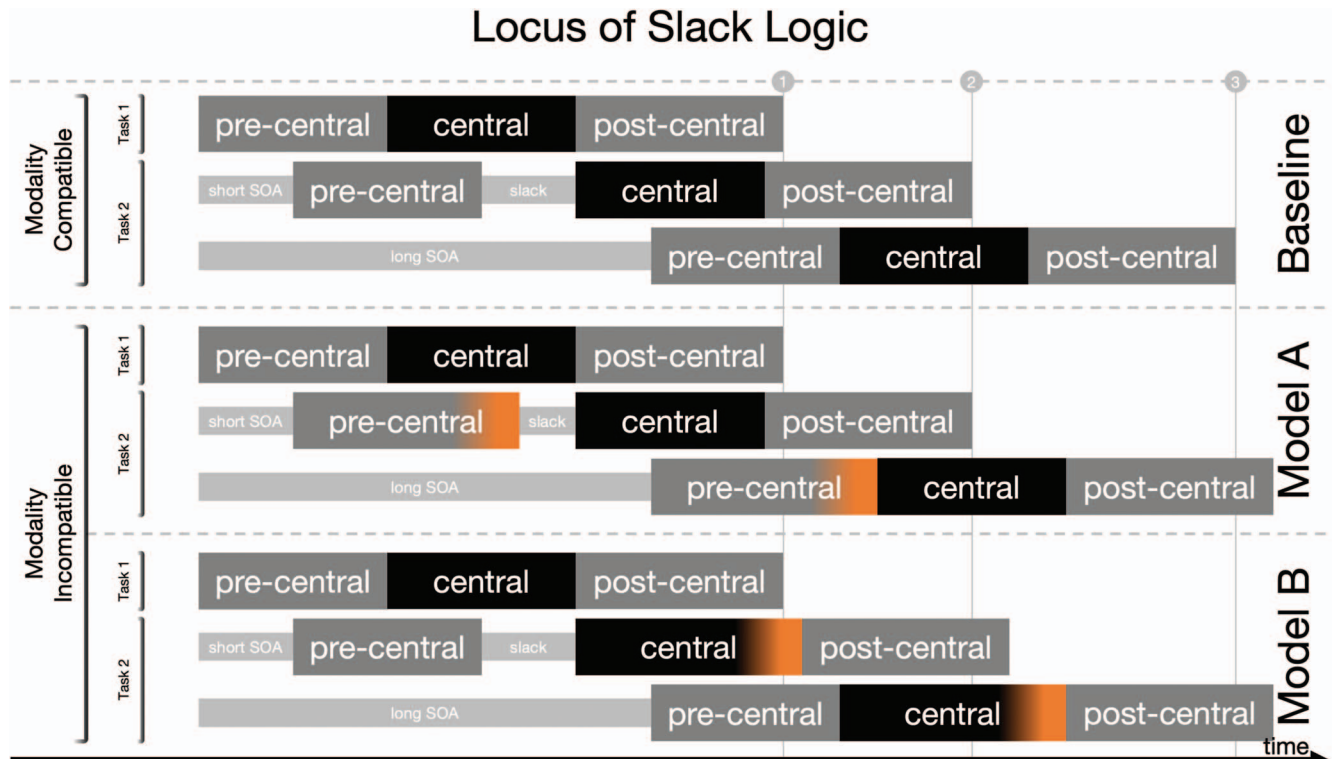 Locus of Slack Logic
1 2 3
Modality
Compatible
Task 1
pre-central central post-central
Task 2
short SOA pre-central slack central post-central
long SOA pre-central central post-central
Baseline
Modality
Incompatible
Task 1
pre-central central post-central
Task 2
short SOA pre-central slack central post-central
long SOA pre-central central post-central
Model A
Task 1
pre-central central post-central
Task 2
short SOA pre-central slack central post-central
long SOA pre-central central post-central
Model B
time